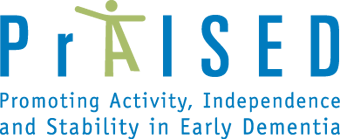 PrAISED
Promoting Activity, Independence
and Stability in Early Dementia